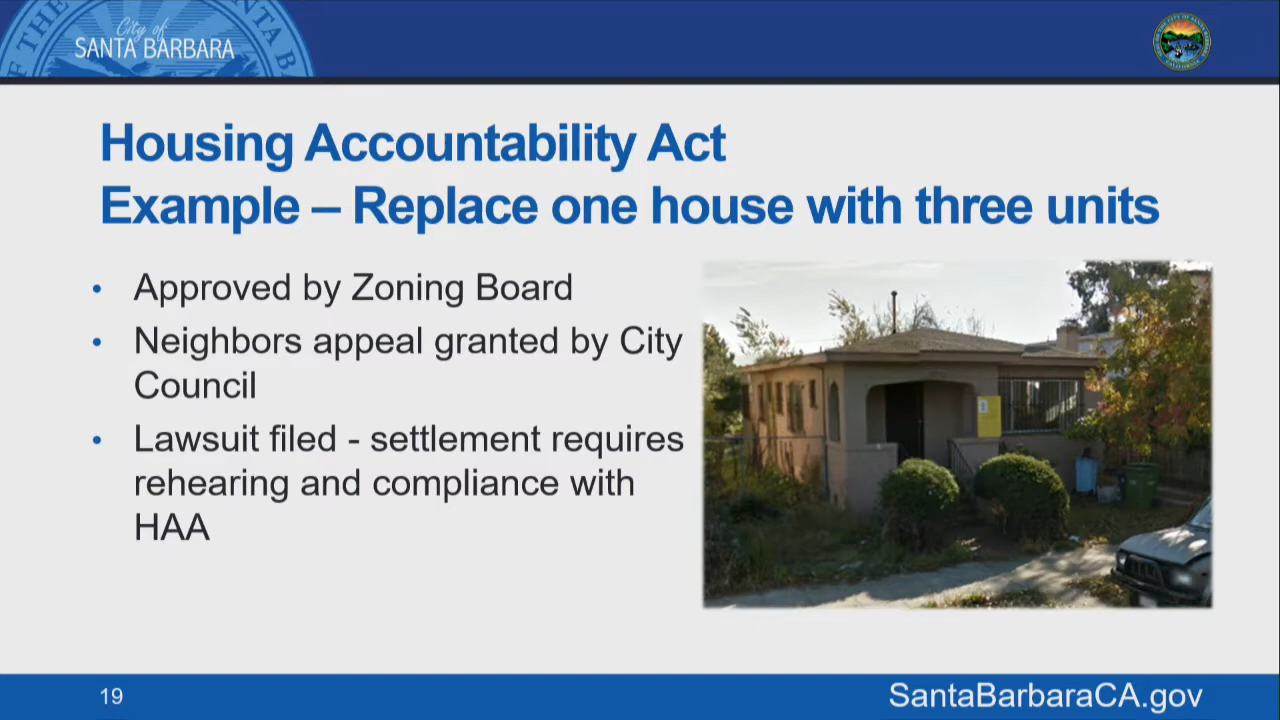 City of
SANTA BARBARA
Housing Accountability Act
Example – Replace one house with three units
• Approved by Zoning Board
• Neighbors appeal granted by City
Council
• Lawsuit filed - settlement requires
rehearing and compliance with
HAA
19
SantaBarbaraCA.gov